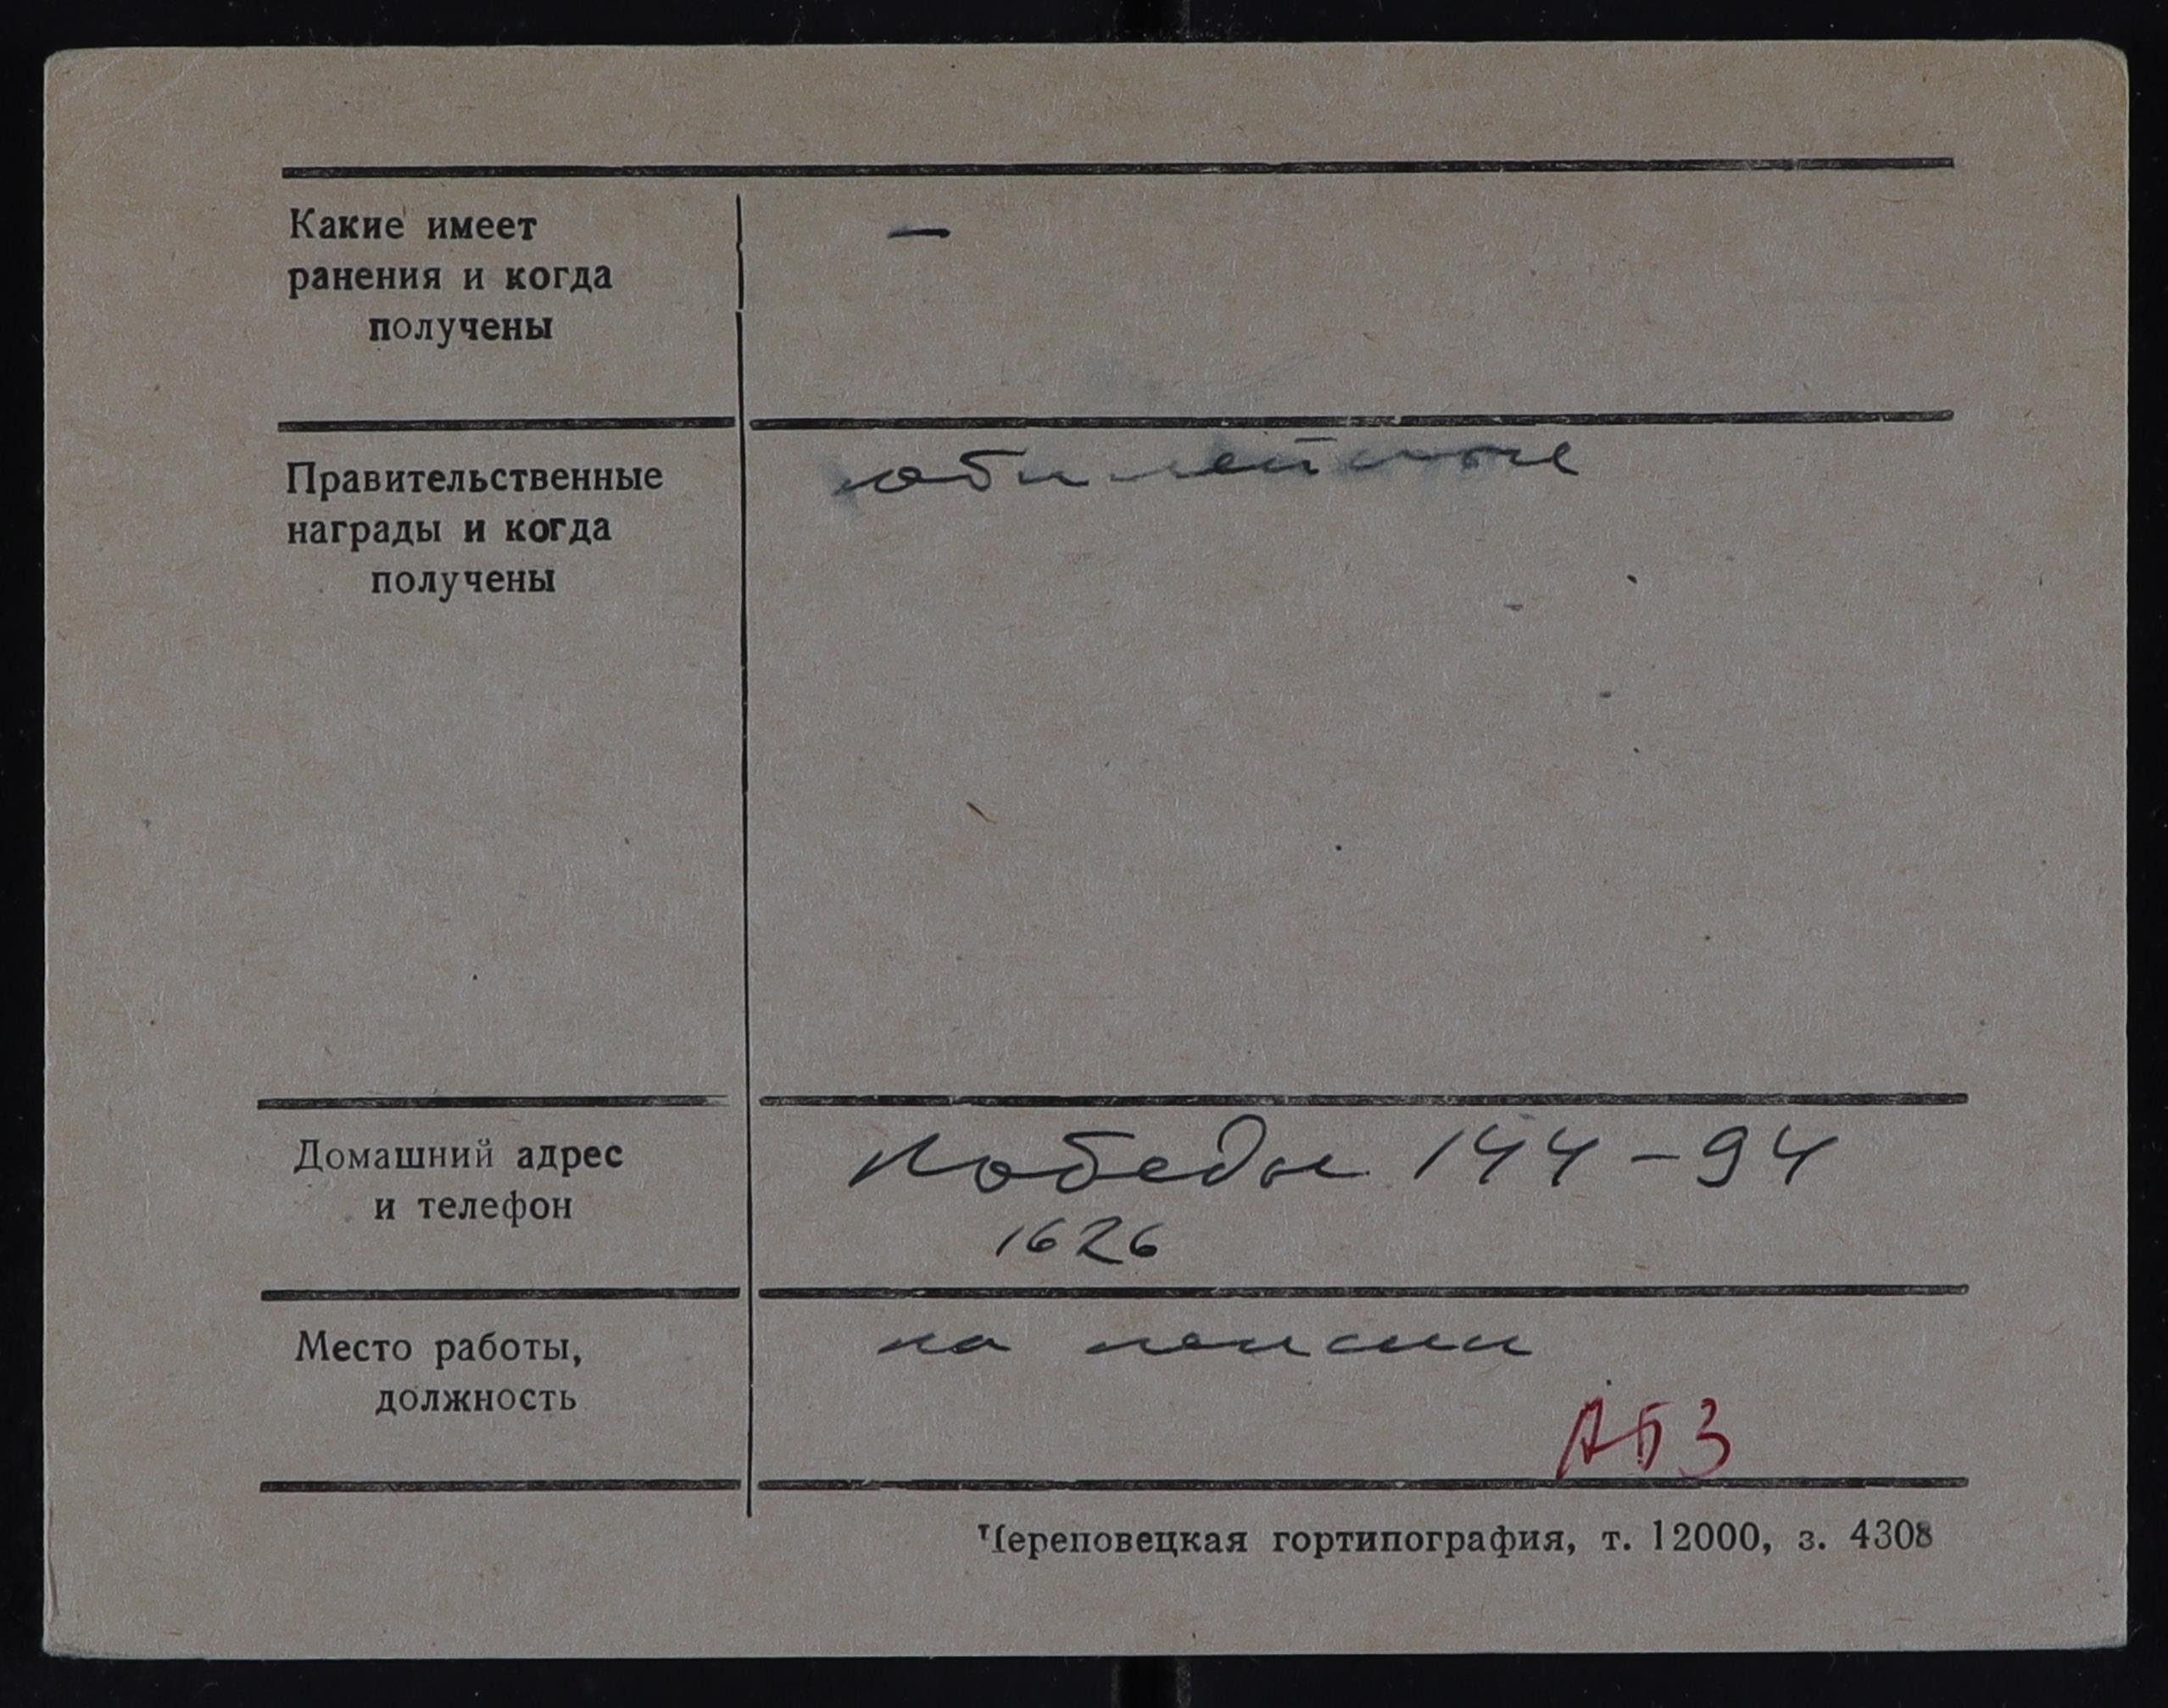 Какие имеет
ранения и когда
получены
—
Правительственные
награды и когда
получены
юбилейные
Домашний адрес
и телефон
Победы 144-94
1626
Место работы,
должность
на пенсии
АБЗ
Череповецкая гортипография, т. 12000, з. 4308